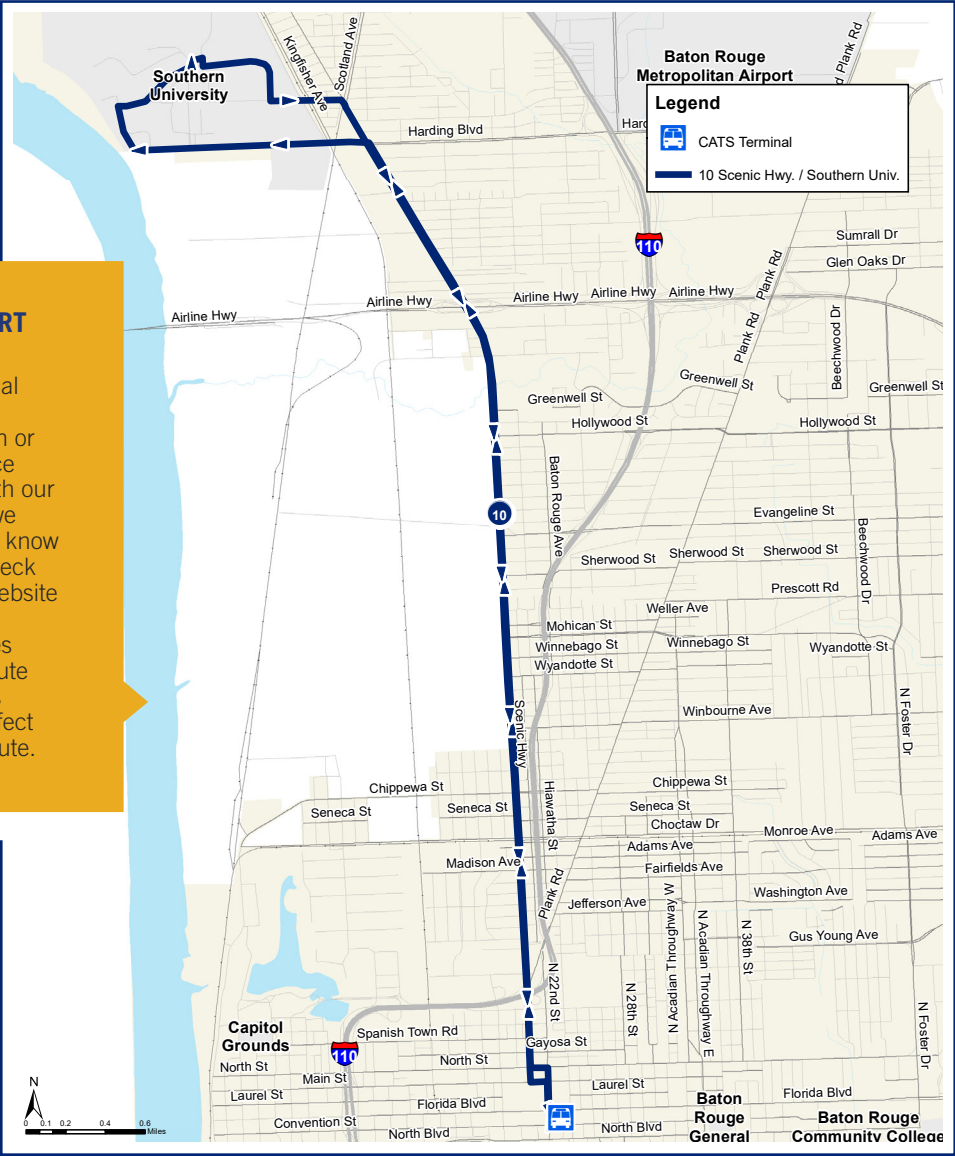 Southern
University
Kingfisher Ave
Scotland Ave
Baton Rouge
Metropolitan Airport
Plank Rd
Legend
CATS Terminal
10 Scenic Hwy. / Southern Univ.
Harding Blvd
110
Sumrall Dr
Glen Oaks Dr
Plank Rd
Airline Hwy
Airline Hwy
Airline Hwy
Airline Hwy
Airline Hwy
Plank Rd
Beechwood Dr
RT
al
n or
ce
th our
ve
know
eck
ebsite
es
ute
fect
ute.
Greenwell St
Greenwell St
Greenwell St
Hollywood St
Hollywood St
Baton Rouge Ave
10
Evangeline St
Beechwood Dr
Sherwood St
Sherwood St
Sherwood St
Prescott Rd
Weller Ave
Mohican St
Winnebago St
Winnebago St
Wyandotte St
Wyandotte St
N Foster Dr
Scenic Hwy
Winbourne Ave
Chippewa St
Chippewa St
Hiawatha St
Seneca St
Seneca St
Seneca St
Choctaw Dr
Monroe Ave
Adams Ave
Adams Ave
Madison Ave
Fairfields Ave
Plank Rd
Washington Ave
Jefferson Ave
N Acadian Throughway W
N Acadian Throughway E
N 38th St
Gus Young Ave
N 22nd St
N 28th St
N Foster Dr
Capitol
Grounds
Spanish Town Rd
110
Gayosa St
North St
North St
Main St
Laurel St
Laurel St
Florida Blvd
Florida Blvd
Convention St
North Blvd
North Blvd
Baton
Rouge
General
Baton Rouge
Community College
N
0 0.1 0.2 0.4 0.6
Miles